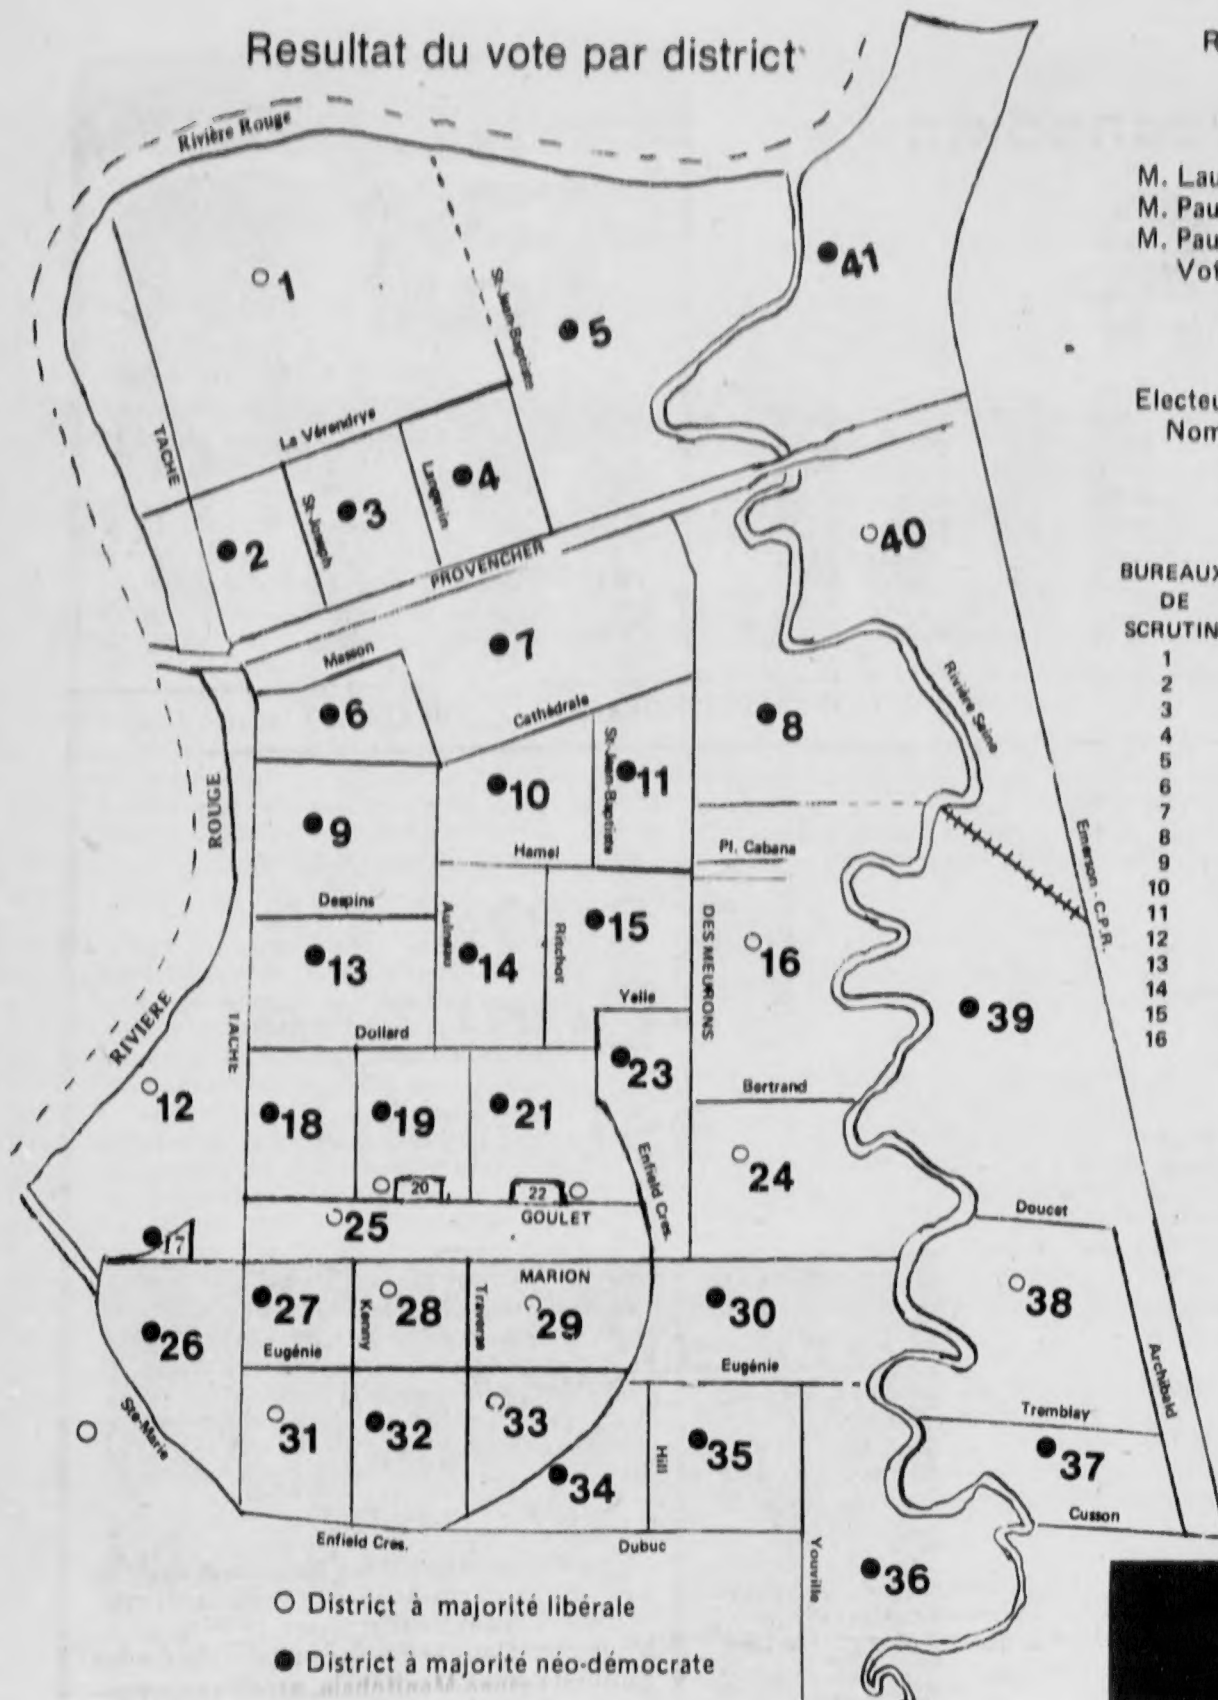 Resultat du vote par district
R
Rivière Rouge
M. Lau
M. Pau
M. Pau
Vot
41
1
St-Jean-Baptiste
5
Electeu
Nom
TACHE
La Vérendrye
4
Langevin
3
St-Joseph
2
40
PROVENCHER
BUREAUX
DE
SCRUTIN
1
2
3
4
5
6
7
8
9
10
11
12
13
14
15
16
7
Masson
6
Cathédrale
8
Rivière Seine
St-Jean-Baptiste
10
11
ROUGE
9
Hamel
Pl. Cabana
Emerson - C.P.R.
Despins
Aulneau
Ritchot
15
DES MEURONS
16
13
14
39
Yelle
RIVIERE
TACHE
Dollard
23
12
Bertrand
18
19
21
Enfield Cres.
24
20
22
Doucet
25
GOULET
17
MARION
38
27
Kenny
28
Traverse
29
30
26
Eugénie
Eugénie
Archibald
Ste-Marie
31
32
33
Hill
35
Tremblay
37
34
Cusson
Enfield Cres.
Dubuc
Youville
36
District à majorité libérale
District à majorité néo-démocrate